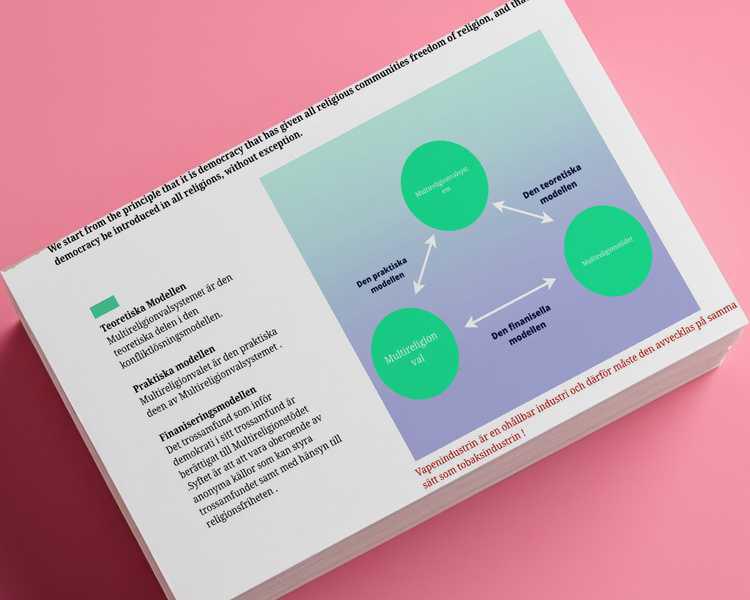 We start from the principle that it is democracy that has given all religious communities freedom of religion, and
democracy be introduced in all religions, without exception.
Multireligionvalsyst
em
Den teoretiska
modellen
Multireligionstödet
Den praktiska
modellen
Multireligion
val
Den finanisella
modellen
Teoretiska Modellen
Multireligionvalsystemet är den
teoretiska delen i den
konfliktlösningsmodellen.
Praktiska modellen
Multireligionvalet är den praktiska
deen av Multireligionvalsystemet .
Finaniseringsmodellen
Det trossamfund som inför
demokrati i sitt trossamfund är
berättigat till Multireligionstödet
.Syftet är att att vara oberoende av
anonyma källor som kan styra
trossamfundet samt med hänsyn till
religionsfriheten .
Vapenindustrin är en ohållbar industri och därför måste den avvecklas på samma
sätt som tobaksindustrin !